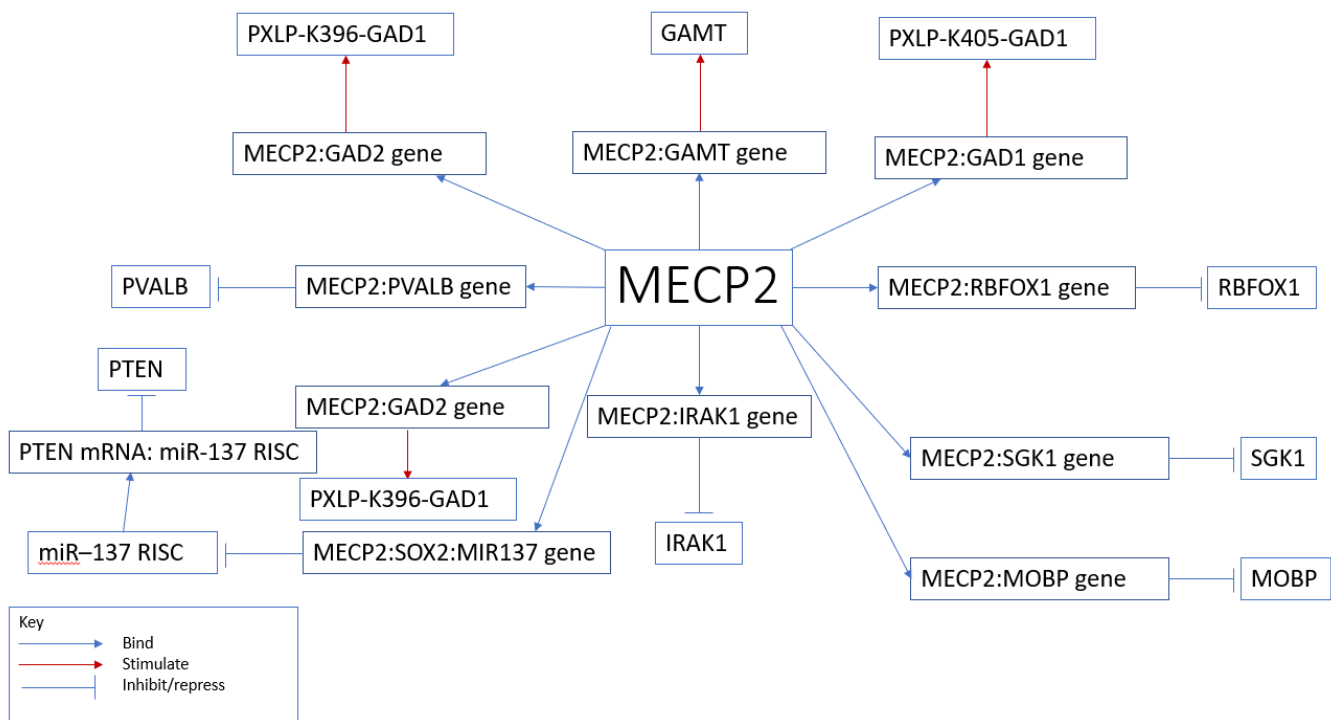 PXLP-K396-GAD1
GAMT
PXLP-K405-GAD1
MECP2:GAD2 gene
MECP2:GAMT gene
MECP2:GAD1 gene
MECP2
PVALB
MECP2:PVALB gene
MECP2:RBFOX1 gene
RBFOX1
PTEN
MECP2:GAD2 gene
MECP2:IRAK1 gene
PTEN mRNA: miR-137 RISC
MECP2:SGK1 gene
SGK1
PXLP-K396-GAD1
miR–137 RISC
MECP2:SOX2:MIR137 gene
IRAK1
MECP2:MOBP gene
MOBP
Key
Bind
Stimulate
Inhibit/repress